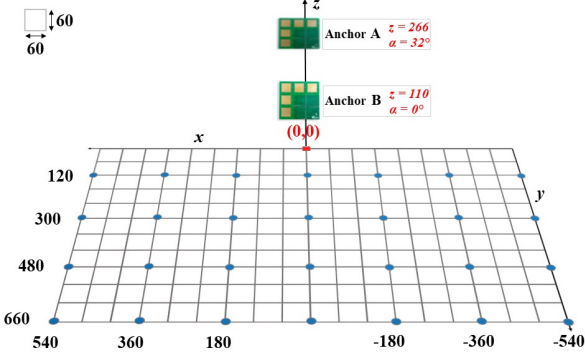 z
60
60
Anchor A
z = 266
α = 32°
Anchor B
z = 110
α = 0°
(0,0)
x
120
y
300
480
660
540
360
180
-180
-360
-540